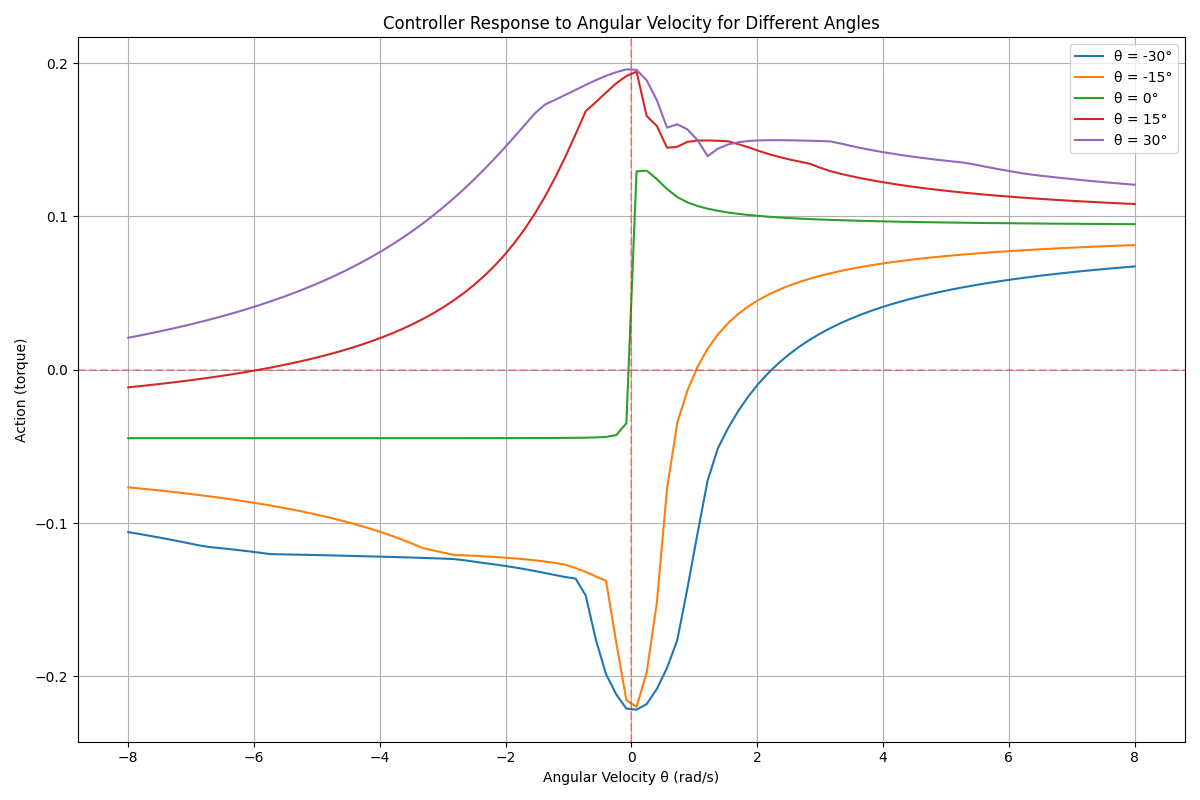 Controller Response to Angular Velocity for Different Angles
θ = -30°
θ = -15°
θ = 0°
θ = 15°
θ = 30°
Action (torque)
0.2
0.1
0.0
−0.1
−0.2
−8 −6 −4 −2 0 2 4 6 8
Angular Velocity θ (rad/s)